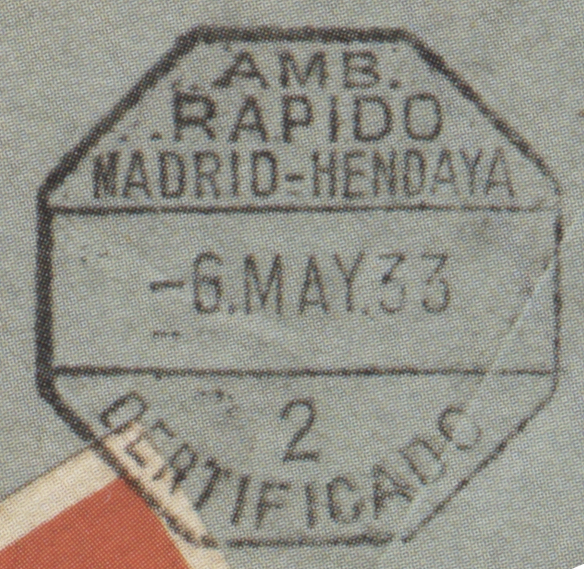 AMB.
RAPIDO
MADRID-HENDAYA
-6.MAY.33
2
CERTIFICADO